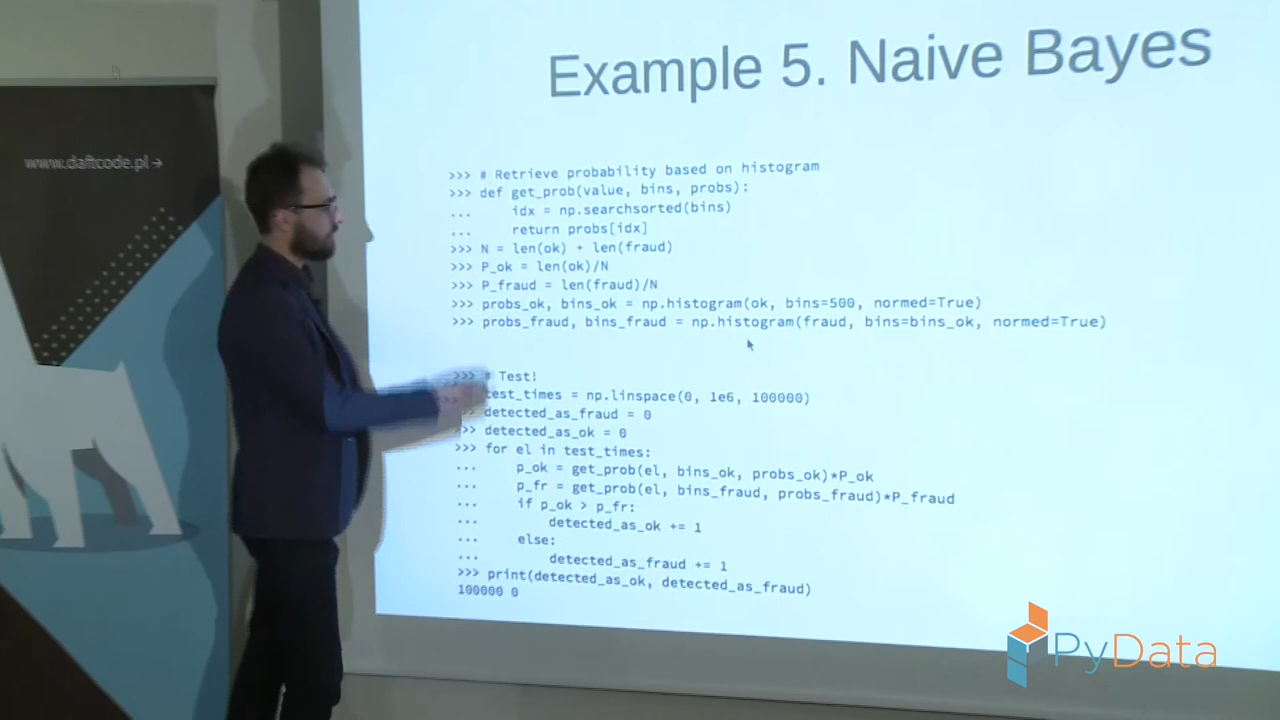 Example 5. Naive Bayes
www.daftcode.pl →
>>> # Retrieve probability based on histogram
>>> def get_prob(value, bins, probs):
...     idx = np.searchsorted(bins)
...     return probs[idx]
>>> N = len(ok) + len(fraud)
>>> P_ok = len(ok)/N
>>> P_fraud = len(fraud)/N
>>> probs_ok, bins_ok = np.histogram(ok, bins=500, normed=True)
>>> probs_fraud, bins_fraud = np.histogram(fraud, bins=bins_ok, normed=True)
>>> # Test!
>>> test_times = np.linspace(0, 1e6, 100000)
>>> detected_as_fraud = 0
>>> detected_as_ok = 0
>>> for el in test_times:
...     p_ok = get_prob(el, bins_ok, probs_ok)*P_ok
...     p_fr = get_prob(el, bins_fraud, probs_fraud)*P_fraud
...     if p_ok > p_fr:
...         detected_as_ok += 1
...     else:
...         detected_as_fraud += 1
>>> print(detected_as_ok, detected_as_fraud)
100000 0
PyData